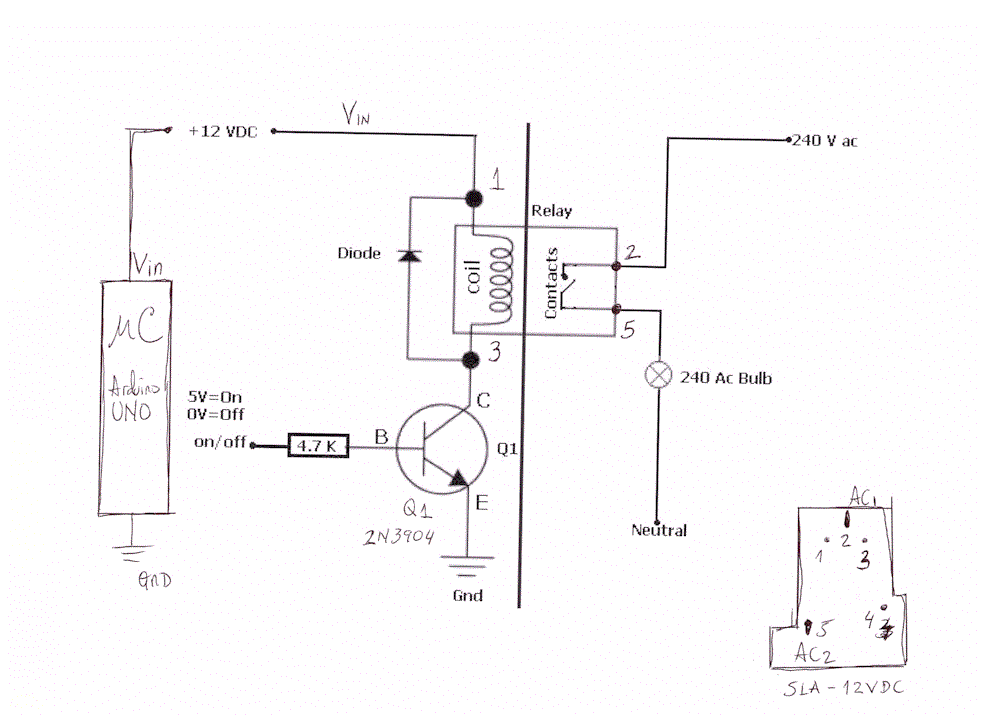 +12 VDC
VIN
240 V ac
1
Relay
Diode
coil
Contacts
2
5
3
Vin
µC
Arduino
UNO
5V=On
0V=Off
on/off
4.7 K
B
C
Q1
E
Q1
2N3904
240 Ac Bulb
Neutral
Gnd
GND
AC1
1
2
3
4
5
AC2
SLA-12VDC